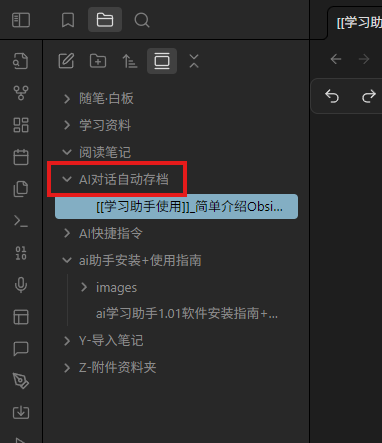 [[学习助手
随笔·白板
学习资料
阅读笔记
AI对话自动存档
[[学习助手使用]]_简单介绍Obsi...
AI快捷指令
ai助手安装+使用指南
images
ai学习助手1.01软件安装指南+...
Y-导入笔记
Z-附件资料夹